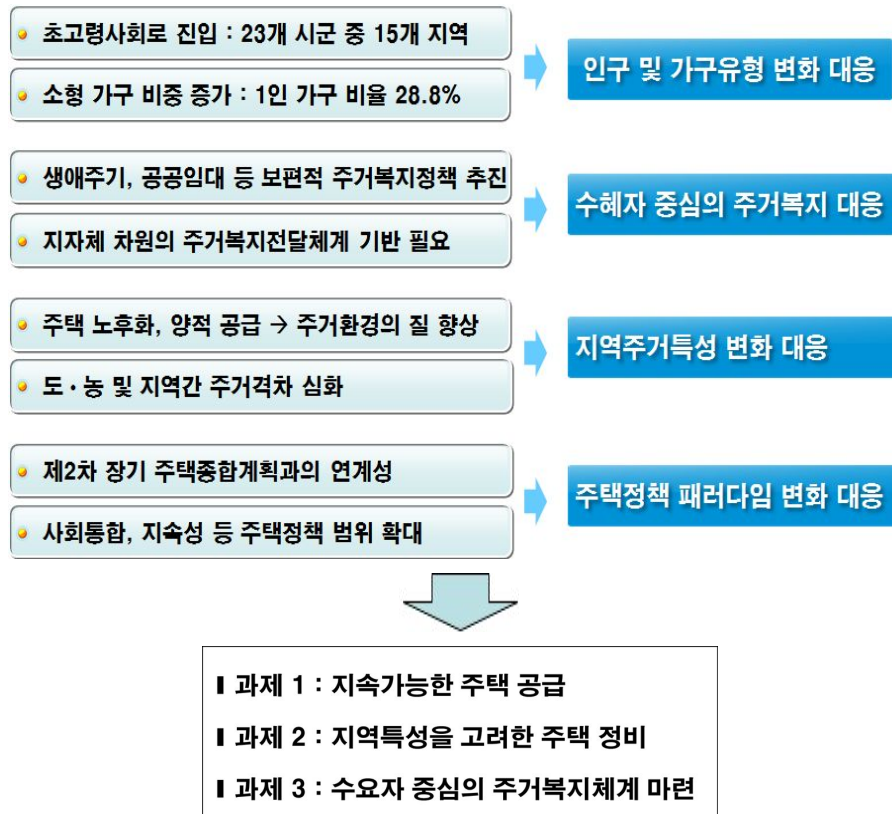 초고령사회로 진입 : 23개 시군 중 15개 지역
소형 가구 비중 증가 : 1인 가구 비율 28.8%
인구 및 가구유형 변화 대응
생애주기, 공공임대 등 보편적 주거복지정책 추진
지자체 차원의 주거복지전달체계 기반 필요
수혜자 중심의 주거복지 대응
주택 노후화, 양적 공급 → 주거환경의 질 향상
도・농 및 지역간 주거격차 심화
지역주거특성 변화 대응
제2차 장기 주택종합계획과의 연계성
사회통합, 지속성 등 주택정책 범위 확대
주택정책 패러다임 변화 대응
과제 1 : 지속가능한 주택 공급
과제 2 : 지역특성을 고려한 주택 정비
과제 3 : 수요자 중심의 주거복지체계 마련